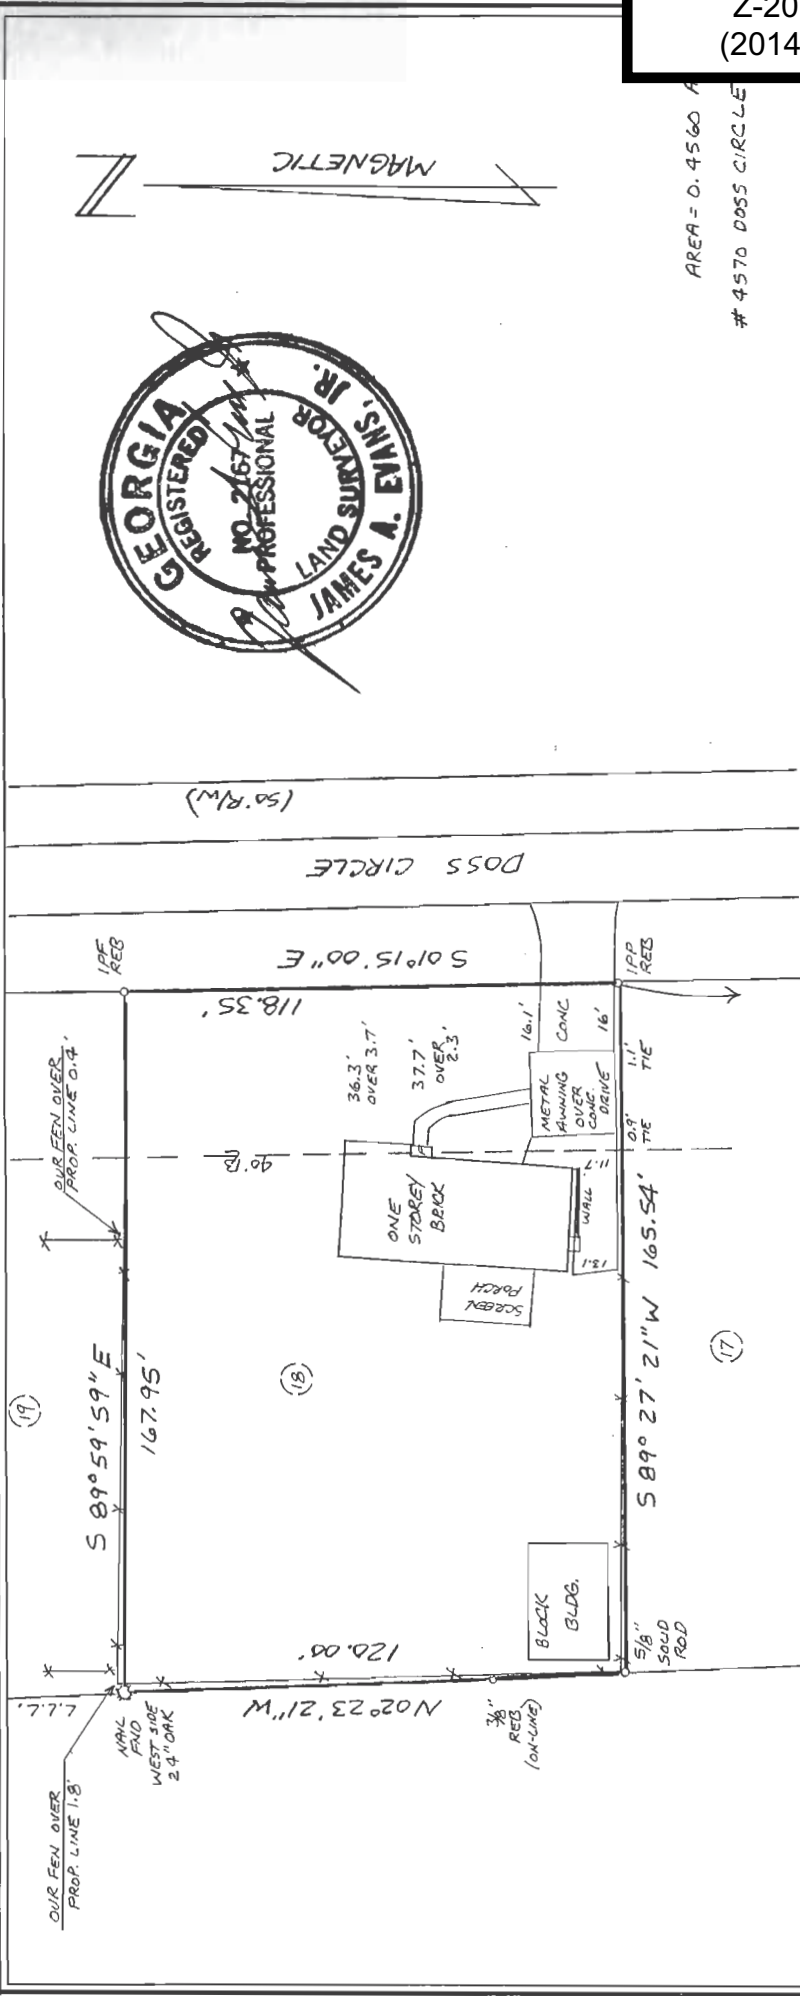 Z-20
(2014
MAGNETIC
AREA = 0.4560
# 4570 DOSS CIRCLE
GEORGIA
REGISTERED
NO. 2167
PROFESSIONAL
LAND SURVEYOR
JAMES A. EVANS, JR.
(50' R/W)
DOSS CIRCLE
S 01°15'00" E
118.35'
IPF
REB
IPP
REB
OUR FEN OVER
PROP. LINE 0.4'
36.3'
OVER 3.7'
37.7'
OVER
2.3'
16.1'
CONC
16'
METAL
AWNING
OVER
CONC.
DRIVE
1.1'
TIE
0.9'
TIE
40' B
ONE
STOREY
BRICK
11.7
WALL
13.1
SCREEN
PORCH
19
S 89° 59' 59" E
167.95'
18
S 89° 27' 21" W 165.54'
17
BLOCK
BLDG.
5/8"
SOLID
ROD
120.00'
N 02° 23' 21" W
3/8"
REB
(ON-LINE)
L.L.L.
NAIL
FND
WEST SIDE
24" OAK
OUR FEN OVER
PROP. LINE 1.8'